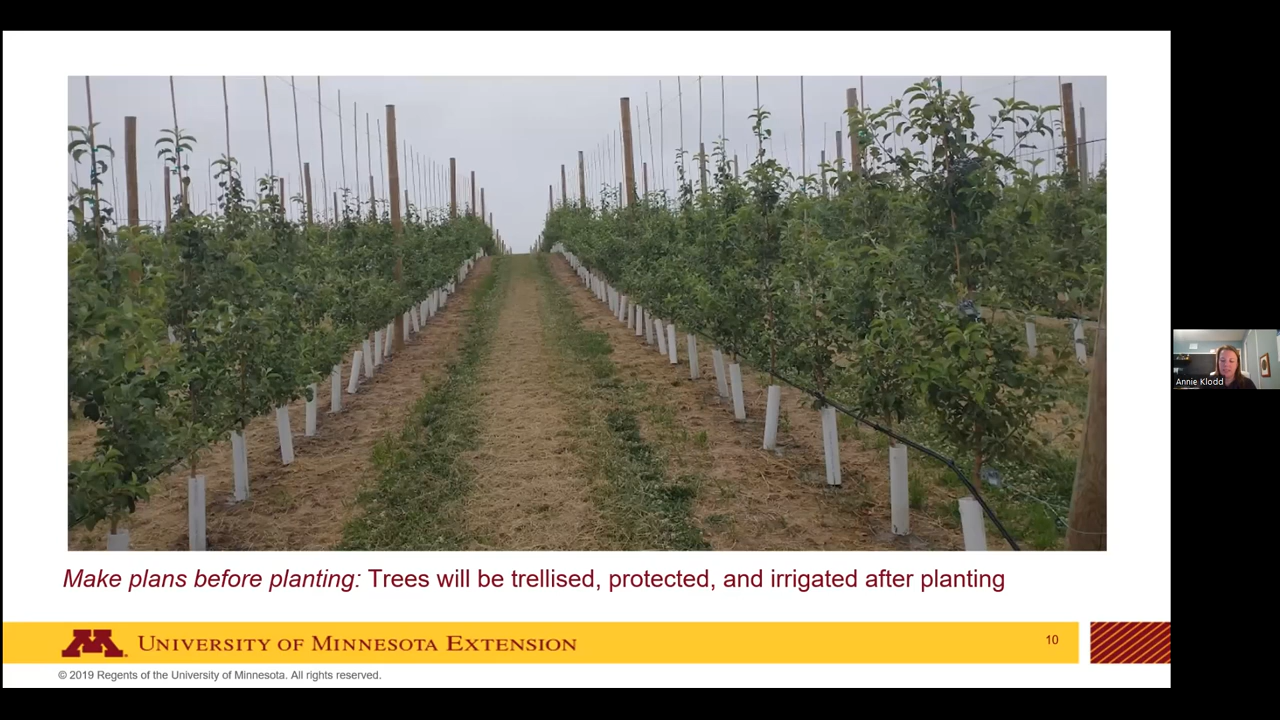 Make plans before planting: Trees will be trellised, protected, and irrigated after planting
M
UNIVERSITY OF MINNESOTA EXTENSION
10
© 2019 Regents of the University of Minnesota. All rights reserved.
Annie Klodd